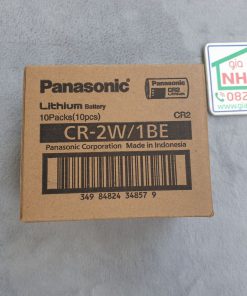 Panasonic
Lithium Battery
CR2
LITHIUM
10Packs(10pcs)
CR2
CR-2W/1BE
Panasonic Corporation Made in Indonesia
349 84824 34857 9
gia
NH
082